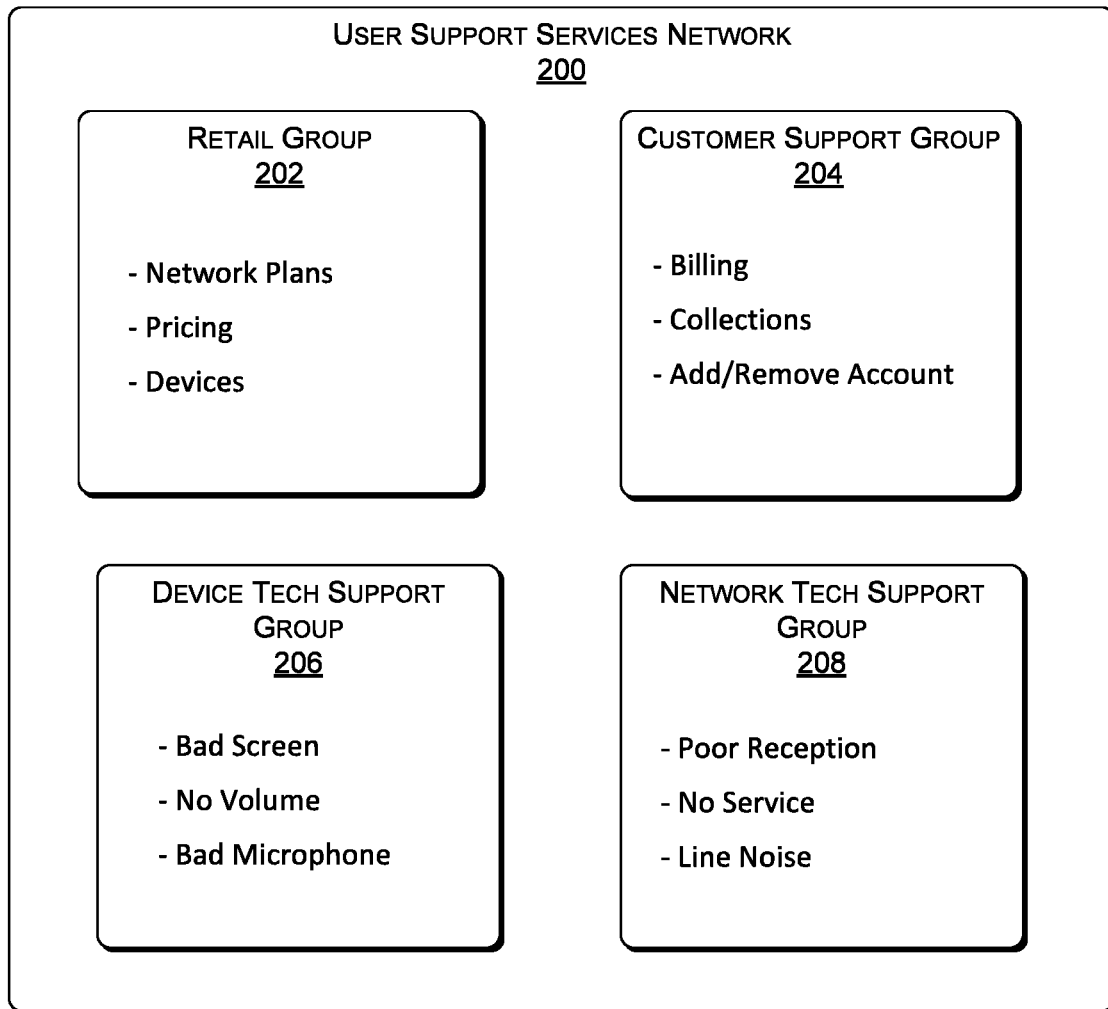 USER SUPPORT SERVICES NETWORK
200
RETAIL GROUP
202
- Network Plans
- Pricing
- Devices
CUSTOMER SUPPORT GROUP
204
- Billing
- Collections
- Add/Remove Account
DEVICE TECH SUPPORT
GROUP
206
- Bad Screen
- No Volume
- Bad Microphone
NETWORK TECH SUPPORT
GROUP
208
- Poor Reception
- No Service
- Line Noise